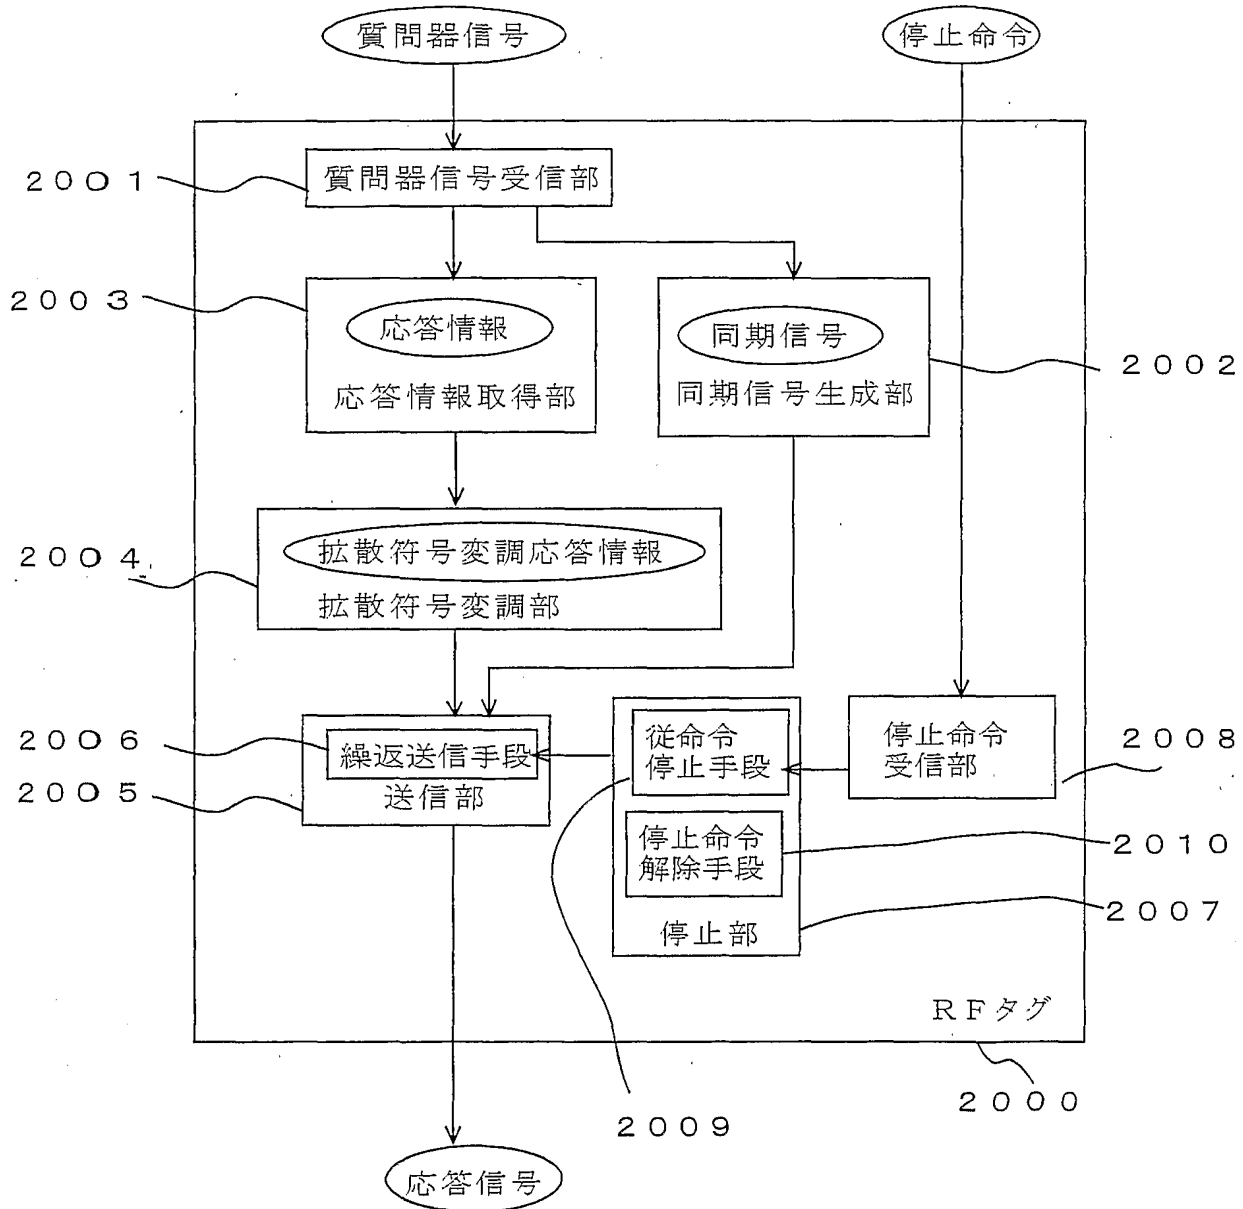 質問器信号
停止命令
2001
質問器信号受信部
2003
応答情報
応答情報取得部
同期信号
同期信号生成部
2002
2004
拡散符号変調応答情報
拡散符号変調部
2006
2005
繰返送信手段
送信部
従命令
停止手段
停止命令
受信部
2008
停止命令
解除手段
2010
停止部
2007
RFタグ
2000
2009
応答信号